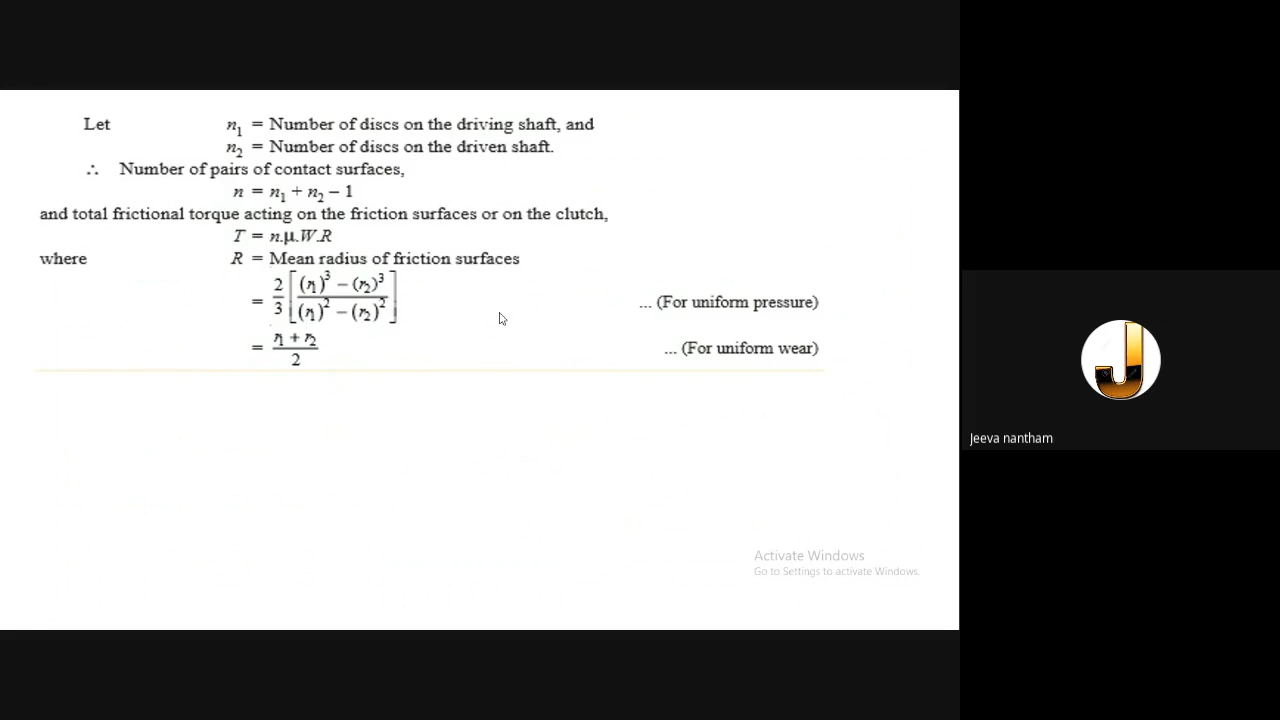 Let n₁ = Number of discs on the driving shaft, and
n₂ = Number of discs on the driven shaft.
∴ Number of pairs of contact surfaces,
n = n₁ + n₂ – 1
and total frictional torque acting on the friction surfaces or on the clutch,
T = n.μ.W.R
where R = Mean radius of friction surfaces
= 2/3 [ ((r₁)³ – (r₂)³) / ((r₁)² – (r₂)²) ] ... (For uniform pressure)
= (r₁ + r₂) / 2 ... (For uniform wear)
Activate Windows
Go to Settings to activate Windows.
J
Jeeva nantham